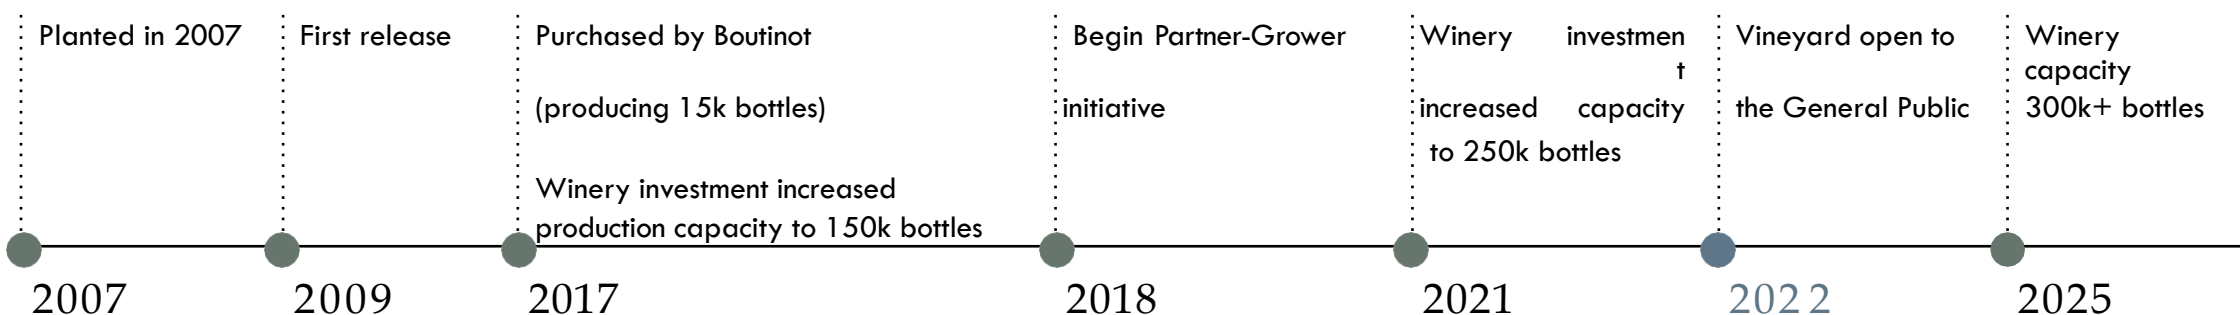 Planted in 2007
First release
Purchased by Boutinot
(producing 15k bottles)
Winery investment increased
production capacity to 150k bottles
Begin Partner-Grower
initiative
Winery investmen
t
increased capacity
to 250k bottles
Vineyard open to
the General Public
Winery
capacity
300k+ bottles
2007
2009
2017
2018
2021
2022
2025